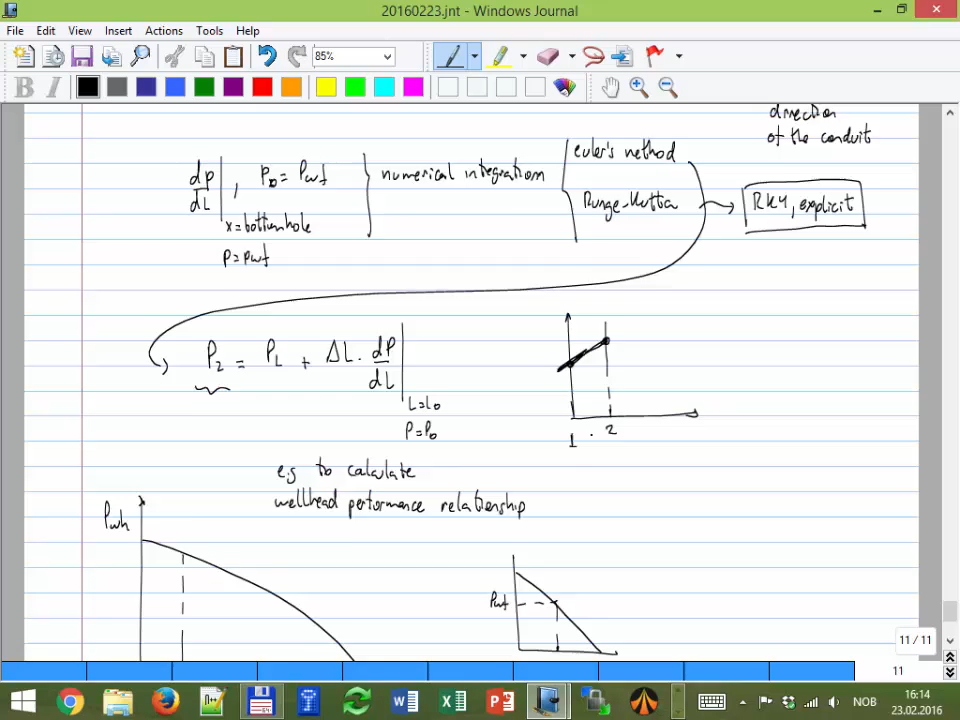 20160223.jnt - Windows Journal
File Edit View Insert Actions Tools Help
85%
B I
direction
of the conduit
dp
dL
x=bottomhole
P=Pwf
, P₀= Pwf
numerical integration
euler's method
Runge-Kutta
RK4, explicit
P₂ = P₁ + ΔL · dP
dL
L=L₀
P=P₀
1 . 2
e.g to calculate
wellhead performance relationship
Pwh
Pwf
11 / 11
11
NOB
16:14
23.02.2016